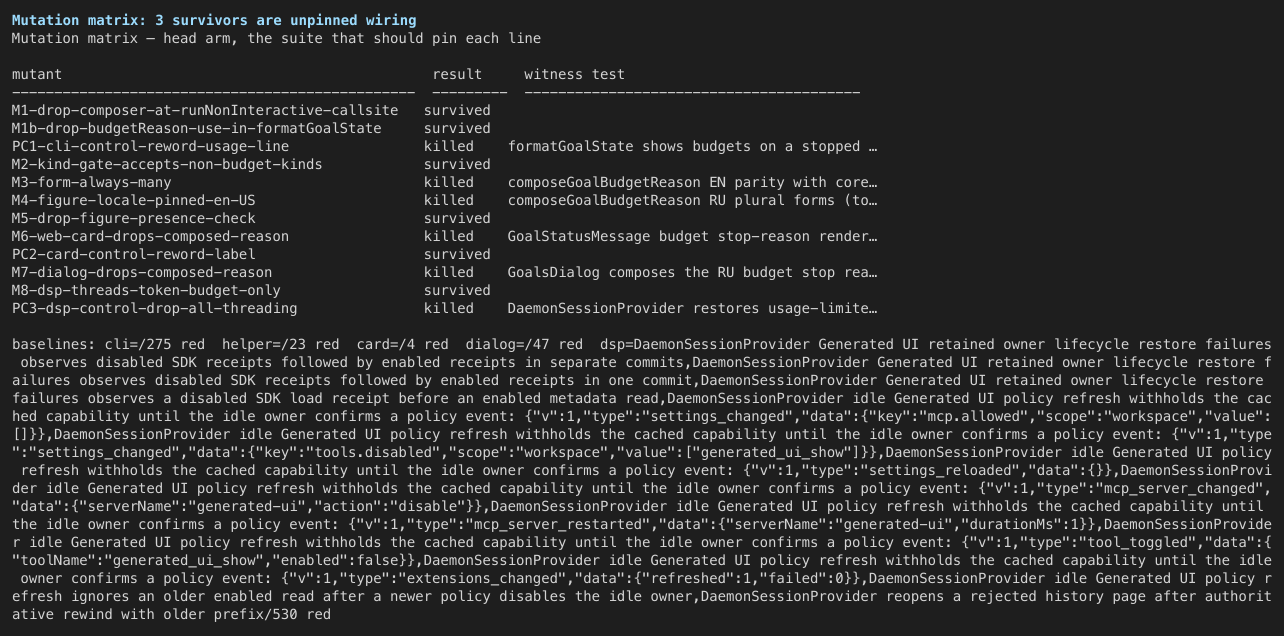 Mutation matrix: 3 survivors are unpinned wiring
Mutation matrix — head arm, the suite that should pin each line
mutant result witness test
————————————————————————————————————————————————  —————————  ————————————————————————————————————————
M1-drop-composer-at-runNonInteractive-callsite survived
M1b-drop-budgetReason-use-in-formatGoalState survived
PC1-cli-control-reword-usage-line killed formatGoalState shows budgets on a stopped …
M2-kind-gate-accepts-non-budget-kinds survived
M3-form-always-many killed composeGoalBudgetReason EN parity with core…
M4-figure-locale-pinned-en-US killed composeGoalBudgetReason RU plural forms (to…
M5-drop-figure-presence-check survived
M6-web-card-drops-composed-reason killed GoalStatusMessage budget stop-reason render…
PC2-card-control-reword-label survived
M7-dialog-drops-composed-reason killed GoalsDialog composes the RU budget stop rea…
M8-dsp-threads-token-budget-only survived
PC3-dsp-control-drop-all-threading killed DaemonSessionProvider restores usage-limite…
baselines: cli=/275 red  helper=/23 red  card=/4 red  dialog=/47 red  dsp=DaemonSessionProvider Generated UI retained owner lifecycle restore failures
observes disabled SDK receipts followed by enabled receipts in separate commits,DaemonSessionProvider Generated UI retained owner lifecycle restore f
ailures observes disabled SDK receipts followed by enabled receipts in one commit,DaemonSessionProvider Generated UI retained owner lifecycle restore
failures observes a disabled SDK load receipt before an enabled metadata read,DaemonSessionProvider idle Generated UI policy refresh withholds the cac
hed capability until the idle owner confirms a policy event: {"v":1,"type":"settings_changed","data":{"key":"mcp.allowed","scope":"workspace","value":
[]}},DaemonSessionProvider idle Generated UI policy refresh withholds the cached capability until the idle owner confirms a policy event: {"v":1,"type
":"settings_changed","data":{"key":"tools.disabled","scope":"workspace","value":["generated_ui_show"]}},DaemonSessionProvider idle Generated UI policy
refresh withholds the cached capability until the idle owner confirms a policy event: {"v":1,"type":"settings_reloaded","data":{}},DaemonSessionProvi
der idle Generated UI policy refresh withholds the cached capability until the idle owner confirms a policy event: {"v":1,"type":"mcp_server_changed",
"data":{"serverName":"generated-ui","action":"disable"}},DaemonSessionProvider idle Generated UI policy refresh withholds the cached capability until
the idle owner confirms a policy event: {"v":1,"type":"mcp_server_restarted","data":{"serverName":"generated-ui","durationMs":1}},DaemonSessionProvide
r idle Generated UI policy refresh withholds the cached capability until the idle owner confirms a policy event: {"v":1,"type":"tool_toggled","data":{
"toolName":"generated_ui_show","enabled":false}},DaemonSessionProvider idle Generated UI policy refresh withholds the cached capability until the idle
owner confirms a policy event: {"v":1,"type":"extensions_changed","data":{"refreshed":1,"failed":0}},DaemonSessionProvider idle Generated UI policy r
efresh ignores an older enabled read after a newer policy disables the idle owner,DaemonSessionProvider reopens a rejected history page after authorit
ative rewind with older prefix/530 red